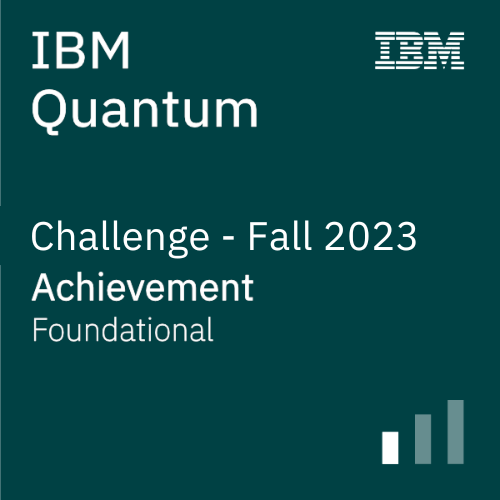 IBM
IBM
Quantum
Challenge - Fall 2023
Achievement
Foundational